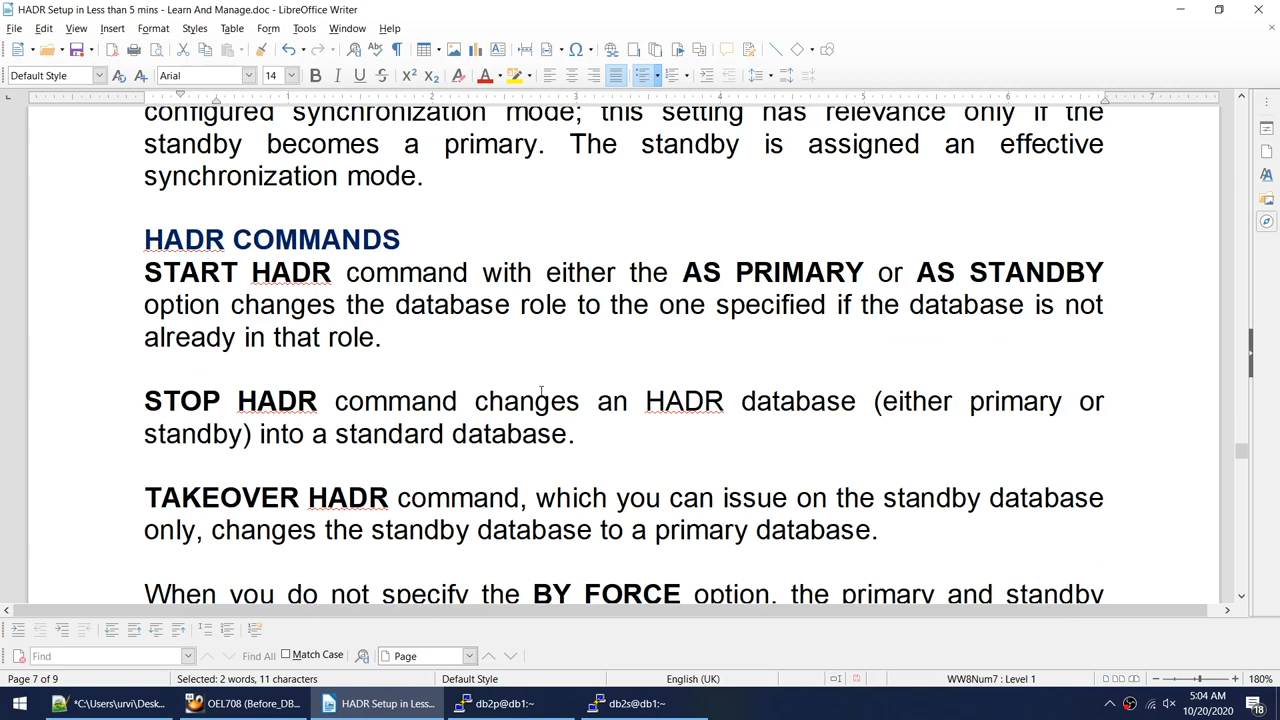 HADR Setup in Less than 5 mins - Learn And Manage.doc - LibreOffice Writer
File Edit View Insert Format Styles Table Form Tools Window Help
Default Style Arial 14
1 2 3 4 5 6 7
configured synchronization mode; this setting has relevance only if the
standby becomes a primary. The standby is assigned an effective
synchronization mode.
HADR COMMANDS
START HADR command with either the AS PRIMARY or AS STANDBY
option changes the database role to the one specified if the database is not
already in that role.
STOP HADR command changes an HADR database (either primary or
standby) into a standard database.
TAKEOVER HADR command, which you can issue on the standby database
only, changes the standby database to a primary database.
When you do not specify the BY FORCE option, the primary and standby
Find Find All Match Case Page
Page 7 of 9 Selected: 2 words, 11 characters Default Style English (UK) WW8Num7 : Level 1 180%
*C:\Users\urvi\Desk... OEL708 (Before_DB... HADR Setup in Less... db2p@db1:~ db2s@db1:~ 5:04 AM
10/20/2020 18